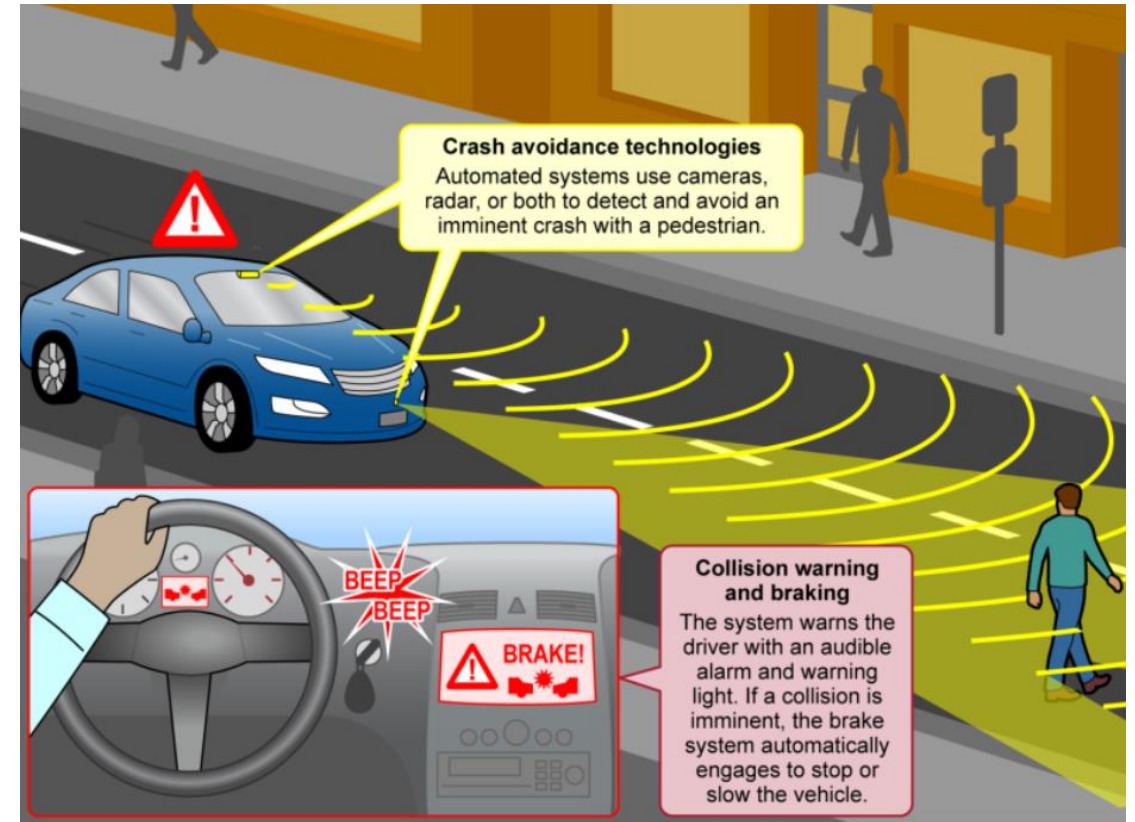 Crash avoidance technologies
Automated systems use cameras,
radar, or both to detect and avoid an
imminent crash with a pedestrian.
BEEP
BEEP
BRAKE!
Collision warning
and braking
The system warns the
driver with an audible
alarm and warning
light. If a collision is
imminent, the brake
system automatically
engages to stop or
slow the vehicle.